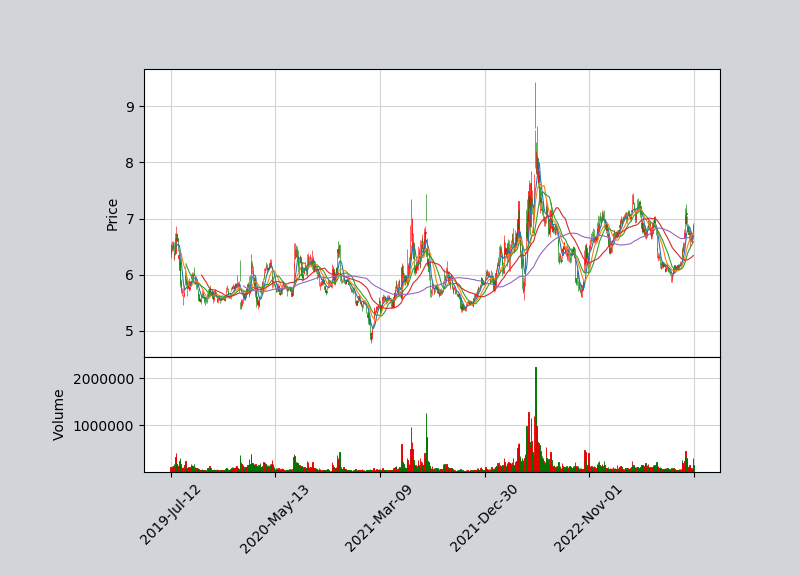 Price
9
8
7
6
5
Volume
2000000
1000000
2019-Jul-12
2020-May-13
2021-Mar-09
2021-Dec-30
2022-Nov-01